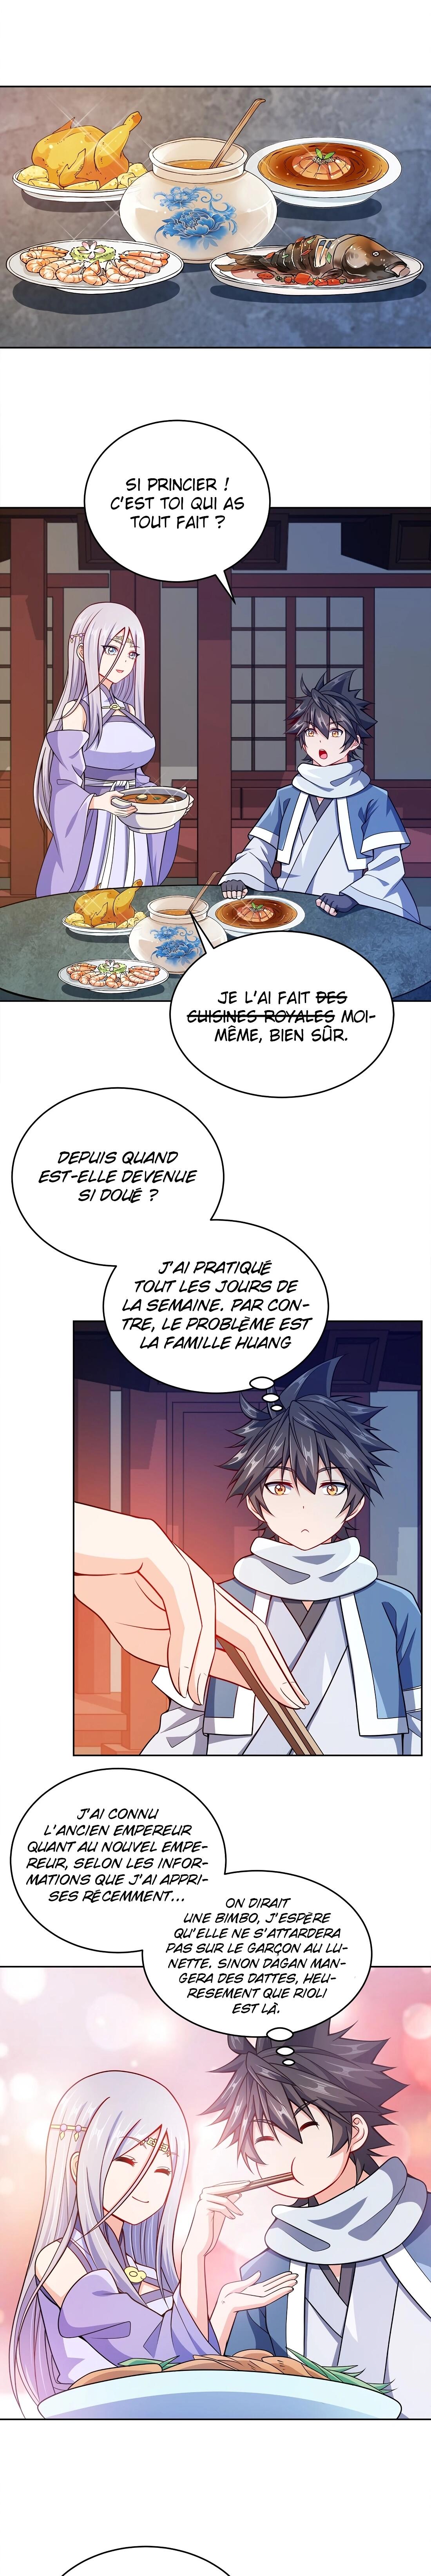 SI PRINCIER !
C'EST TOI QUI AS
TOUT FAIT ?
JE L'AI FAIT DES
CUISINES ROYALES MOI-
MÊME, BIEN SÛR.
DEPUIS QUAND
EST-ELLE DEVENUE
SI DOUÉ ?
J'AI PRATIQUÉ
TOUT LES JOURS DE
LA SEMAINE. PAR CON-
TRE, LE PROBLÈME EST
LA FAMILLE HUANG
J'AI CONNU
L'ANCIEN EMPEREUR
QUANT AU NOUVEL EMPE-
REUR, SELON LES INFOR-
MATIONS QUE J'AI APPRI-
SES RÉCEMMENT...
ON DIRAIT
UNE BIMBO, J'ESPÈRE
QU'ELLE NE S'ATTARDERA
PAS SUR LE GARÇON AU LU-
NETTE. SINON DAGAN MAN-
GERA DES DATTES, HEU-
RESEMENT QUE RIOLI
EST LÀ.